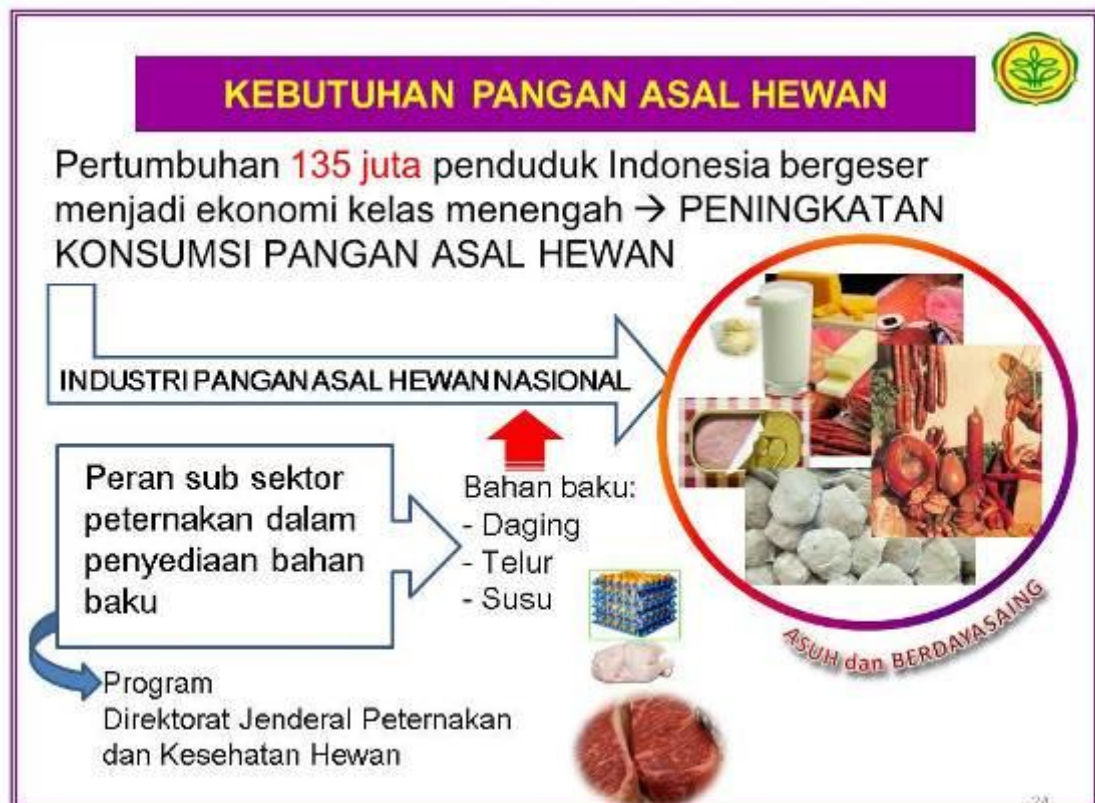 KEBUTUHAN PANGAN ASAL HEWAN
Pertumbuhan 135 juta penduduk Indonesia bergeser
menjadi ekonomi kelas menengah → PENINGKATAN
KONSUMSI PANGAN ASAL HEWAN
INDUSTRI PANGAN ASAL HEWAN NASIONAL
Peran sub sektor
peternakan dalam
penyediaan bahan
baku
Bahan baku:
- Daging
- Telur
- Susu
ASUH dan BERDAYASAING
Program
Direktorat Jenderal Peternakan
dan Kesehatan Hewan